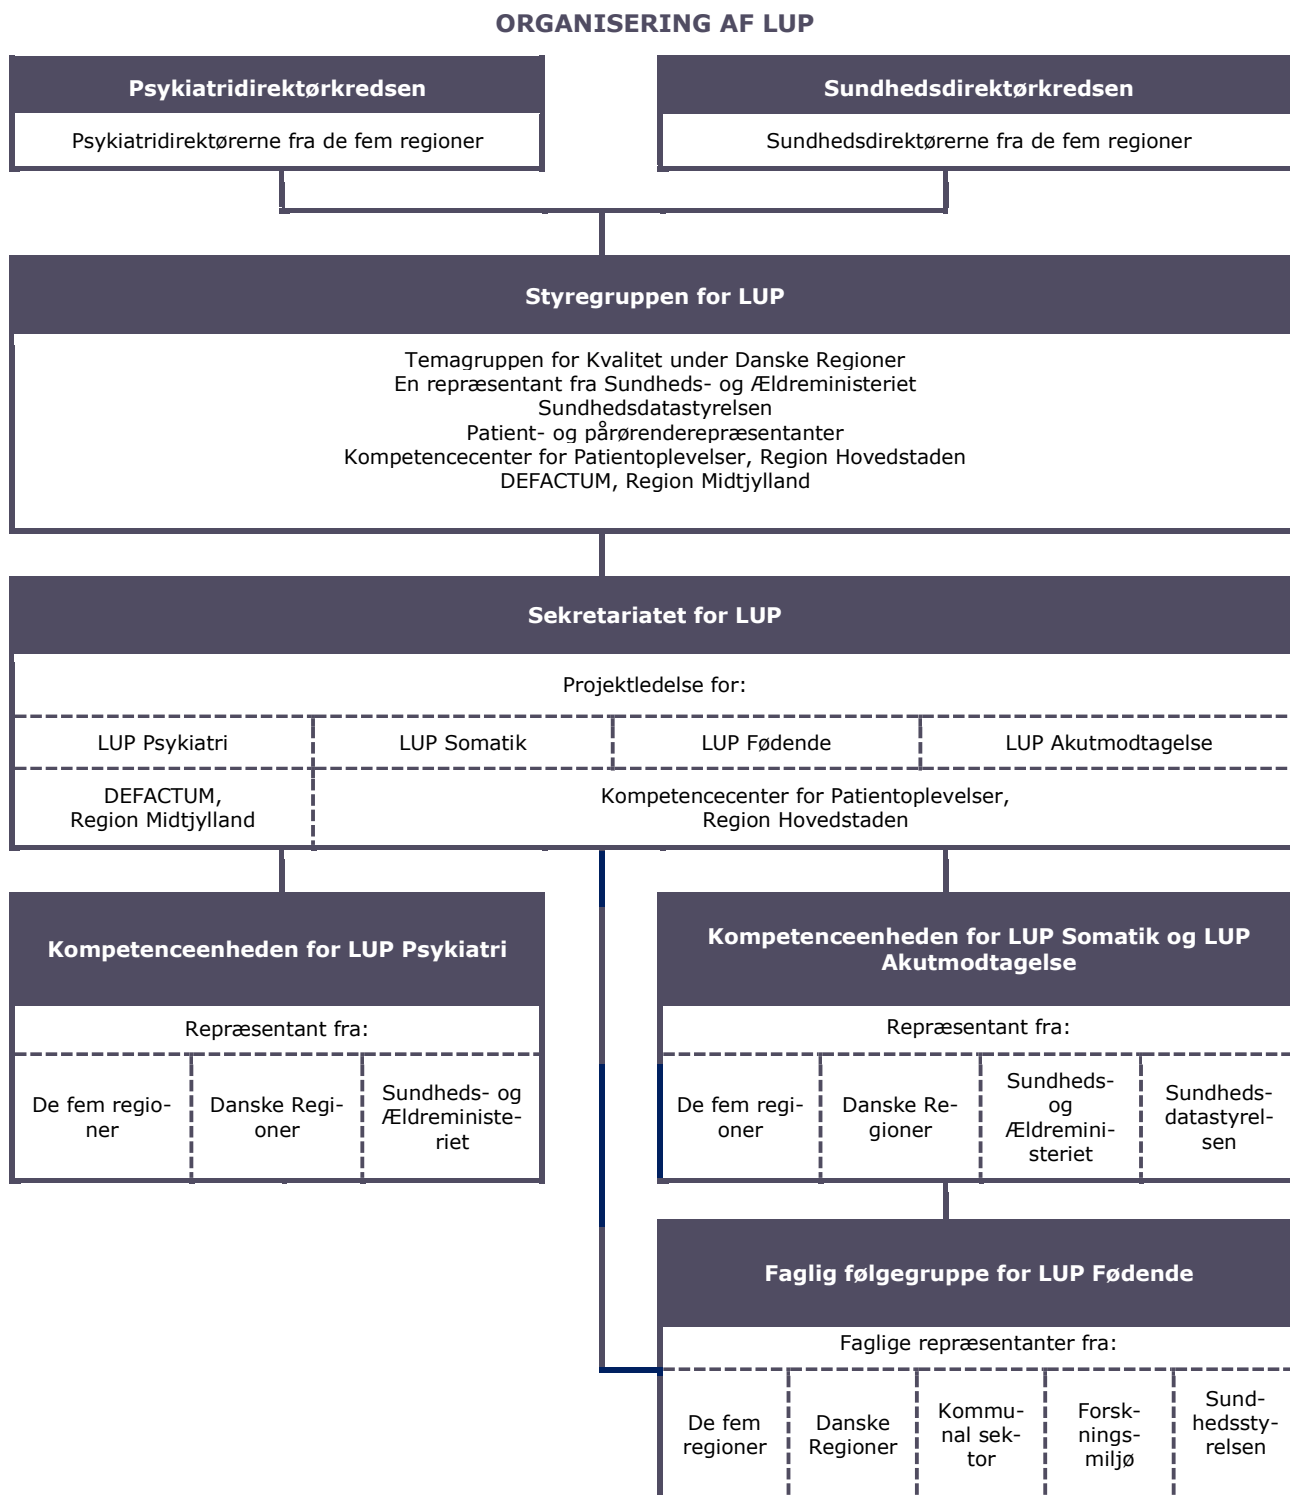 ORGANISERING AF LUP
Psykiatridirektørkredsen
Psykiatridirektørerne fra de fem regioner
Sundhedsdirektørkredsen
Sundhedsdirektørerne fra de fem regioner
Styregruppen for LUP
Temagruppen for Kvalitet under Danske Regioner
En repræsentant fra Sundheds- og Ældreministeriet
Sundhedsdatastyrelsen
Patient- og pårørenderepræsentanter
Kompetencecenter for Patientoplevelser, Region Hovedstaden
DEFACTUM, Region Midtjylland
Sekretariatet for LUP
Projektledelse for:
LUP Psykiatri
LUP Somatik
LUP Fødende
LUP Akutmodtagelse
DEFACTUM,
Region Midtjylland
Kompetencecenter for Patientoplevelser,
Region Hovedstaden
Kompetenceenheden for LUP Psykiatri
Repræsentant fra:
De fem regio-
ner
Danske Regi-
oner
Sundheds- og
Ældreministe-
riet
Kompetenceenheden for LUP Somatik og LUP
Akutmodtagelse
Repræsentant fra:
De fem regi-
oner
Danske Re-
gioner
Sundheds-
og
Ældremini-
steriet
Sundheds-
datastyrel-
sen
Faglig følgegruppe for LUP Fødende
Faglige repræsentanter fra:
De fem
regioner
Danske
Regioner
Kommu-
nal sek-
tor
Forsk-
nings-
miljø
Sund-
hedssty-
relsen